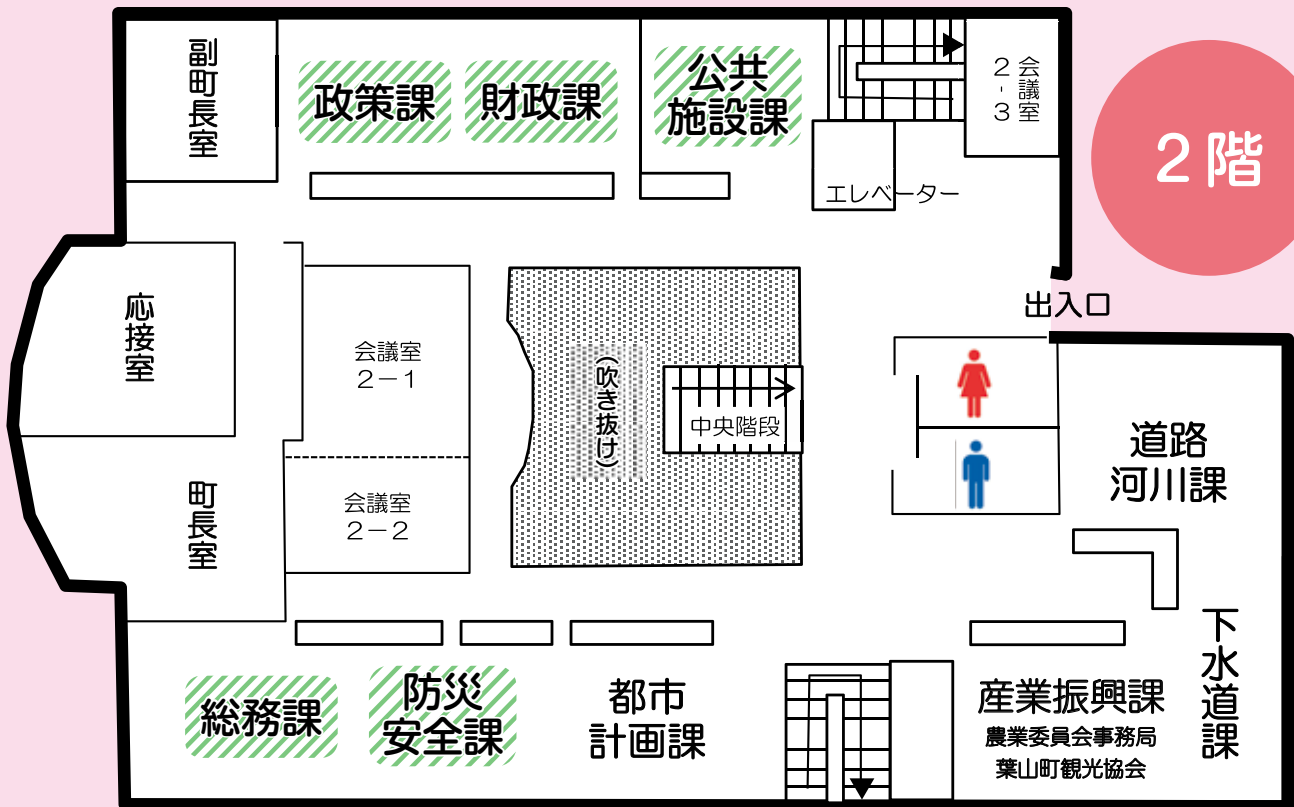 副町長室
政策課
財政課
公共
施設課
会議室
2-3
2階
エレベーター
出入口
応接室
会議室
2-1
(吹き抜け)
中央階段
道路
河川課
町長室
会議室
2-2
総務課
防災
安全課
都市
計画課
産業振興課
農業委員会事務局
葉山町観光協会
下水道課